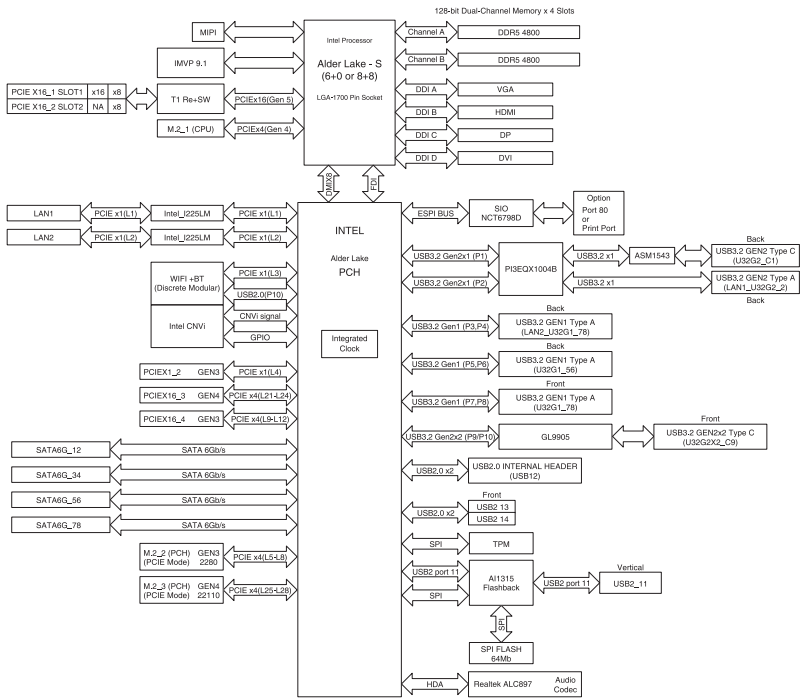 128-bit Dual-Channel Memory x 4 Slots
MIPI
Intel Processor
Alder Lake - S
(6+0 or 8+8)
LGA-1700 Pin Socket
Channel A
DDR5 4800
IMVP 9.1
Channel B
DDR5 4800
PCIE X16_1 SLOT1 x16 x8
PCIE X16_2 SLOT2 NA x8
T1 Re+SW
PCIEx16(Gen 5)
DDI A
VGA
DDI B
HDMI
M.2_1 (CPU)
PCIEx4(Gen 4)
DDI C
DP
DDI D
DVI
DMIX8
FDI
LAN1
PCIE x1(L1)
Intel_I225LM
PCIE x1(L1)
LAN2
PCIE x1(L2)
Intel_I225LM
PCIE x1(L2)
INTEL
Alder Lake
PCH
Integrated
Clock
ESPI BUS
SIO
NCT6798D
Option
Port 80
or
Print Port
WIFI +BT
(Discrete Modular)
PCIE x1(L3)
USB2.0(P10)
Intel CNVi
CNVi signal
GPIO
USB3.2 Gen2x1 (P1)
USB3.2 Gen2x1 (P2)
PI3EQX1004B
USB3.2 x1
ASM1543
Back
USB3.2 GEN2 Type C
(U32G2_C1)
USB3.2 x1
USB3.2 GEN2 Type A
(LAN1_U32G2_2)
Back
USB3.2 Gen1 (P3,P4)
Back
USB3.2 GEN1 Type A
(LAN2_U32G1_78)
USB3.2 Gen1 (P5,P6)
Back
USB3.2 GEN1 Type A
(U32G1_56)
USB3.2 Gen1 (P7,P8)
Front
USB3.2 GEN1 Type A
(U32G1_78)
PCIEX1_2 GEN3
PCIE x1(L4)
PCIEX16_3 GEN4
PCIE x4(L21-L24)
PCIEX16_4 GEN3
PCIE x4(L9-L12)
USB3.2 Gen2x2 (P9/P10)
GL9905
Front
USB3.2 GEN2x2 Type C
(U32G2X2_C9)
SATA6G_12
SATA 6Gb/s
SATA6G_34
SATA 6Gb/s
SATA6G_56
SATA 6Gb/s
SATA6G_78
SATA 6Gb/s
USB2.0 x2
USB2.0 INTERNAL HEADER
(USB12)
USB2.0 x2
Front
USB2 13
USB2 14
SPI
TPM
M.2_2 (PCH) GEN3
(PCIE Mode) 2280
PCIE x4(L5-L8)
M.2_3 (PCH) GEN4
(PCIE Mode) 22110
PCIE x4(L25-L28)
USB2 port 11
SPI
AI1315
Flashback
USB2 port 11
Vertical
USB2_11
SPI
SPI FLASH
64Mb
HDA
Realtek ALC897 Audio
Codec